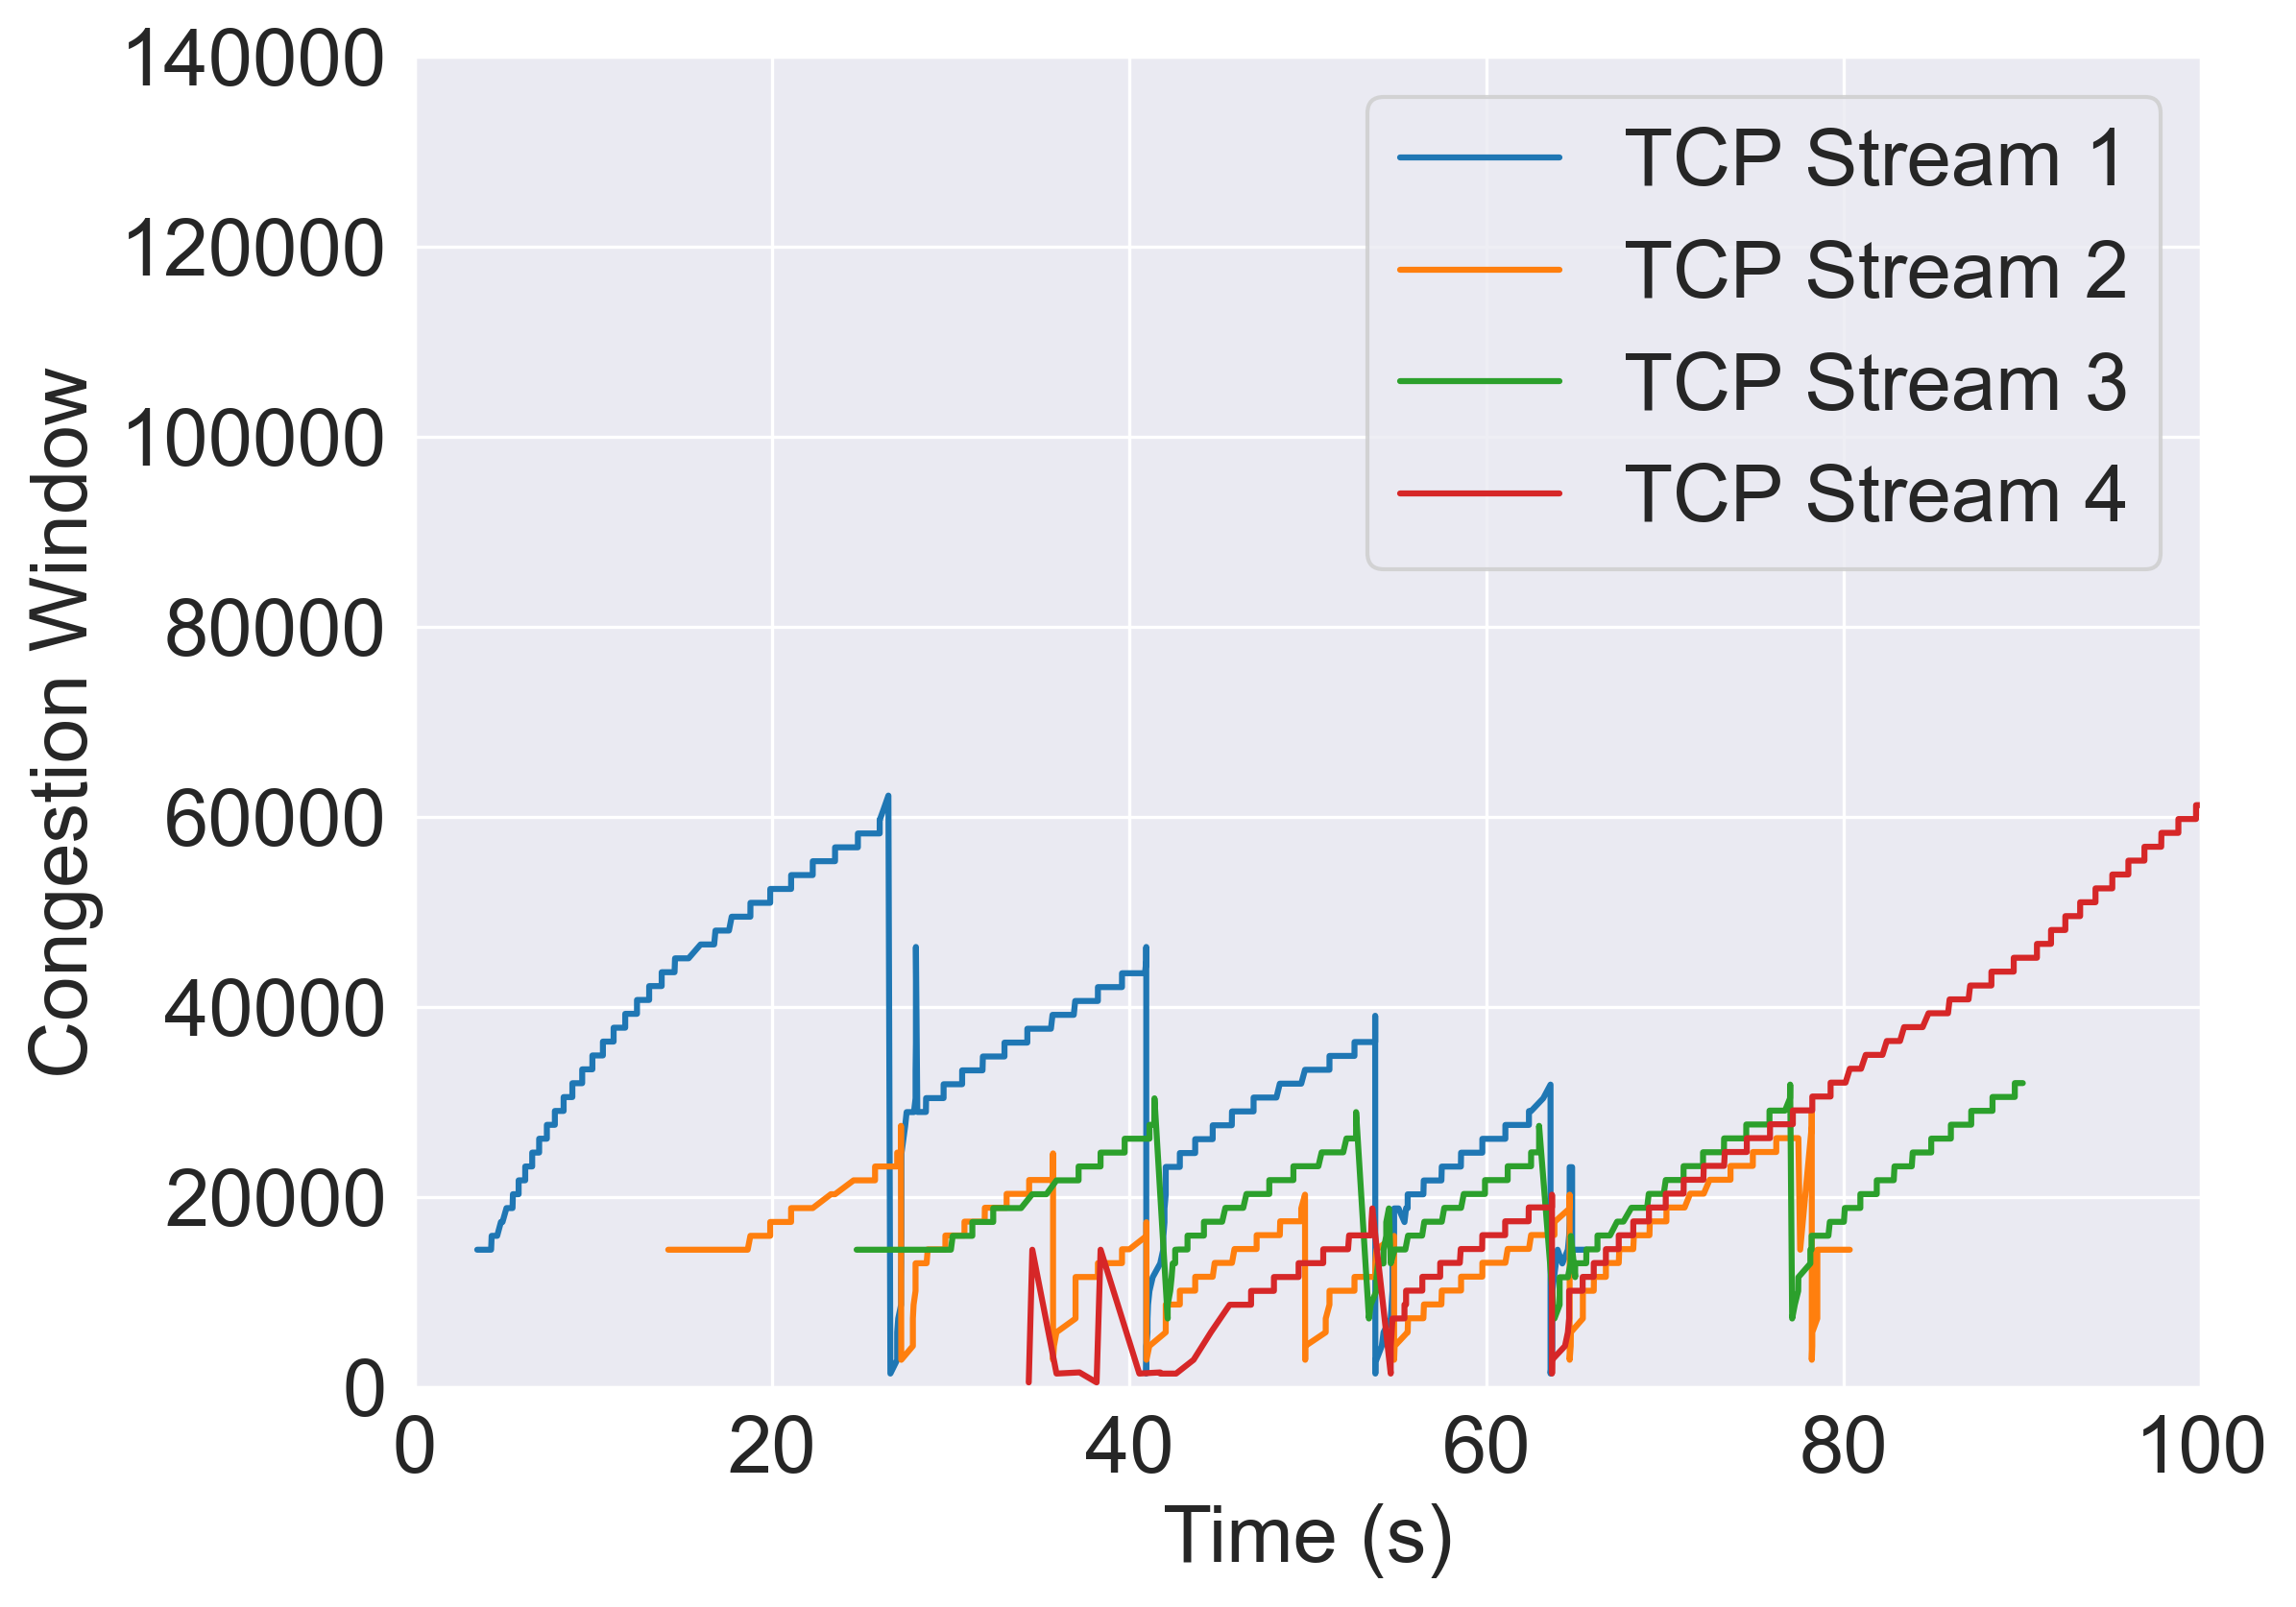 140000
120000
100000
80000
60000
40000
20000
0
Congestion Window
TCP Stream 1
TCP Stream 2
TCP Stream 3
TCP Stream 4
0 20 40 60 80 100
Time (s)